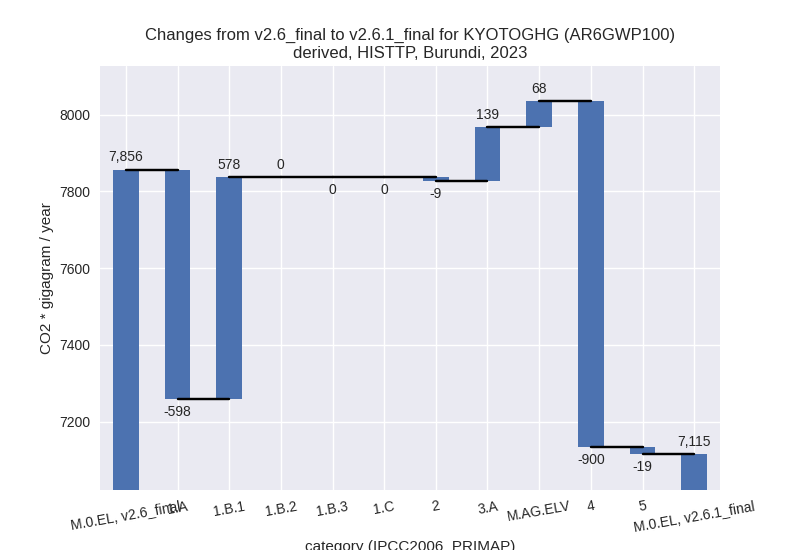 Changes from v2.6_final to v2.6.1_final for KYOTOGHG (AR6GWP100)
derived, HISTTP, Burundi, 2023
CO2 * gigagram / year
8000
7800
7600
7400
7200
7,856
-598
578
0
0
0
-9
139
68
-900
-19
7,115
M.0.EL, v2.6_final
1.A
1.B.1
1.B.2
1.B.3
1.C
2
3.A
M.AG.ELV
4
5
M.0.EL, v2.6.1_final
category (IPCC2006_PRIMAP)